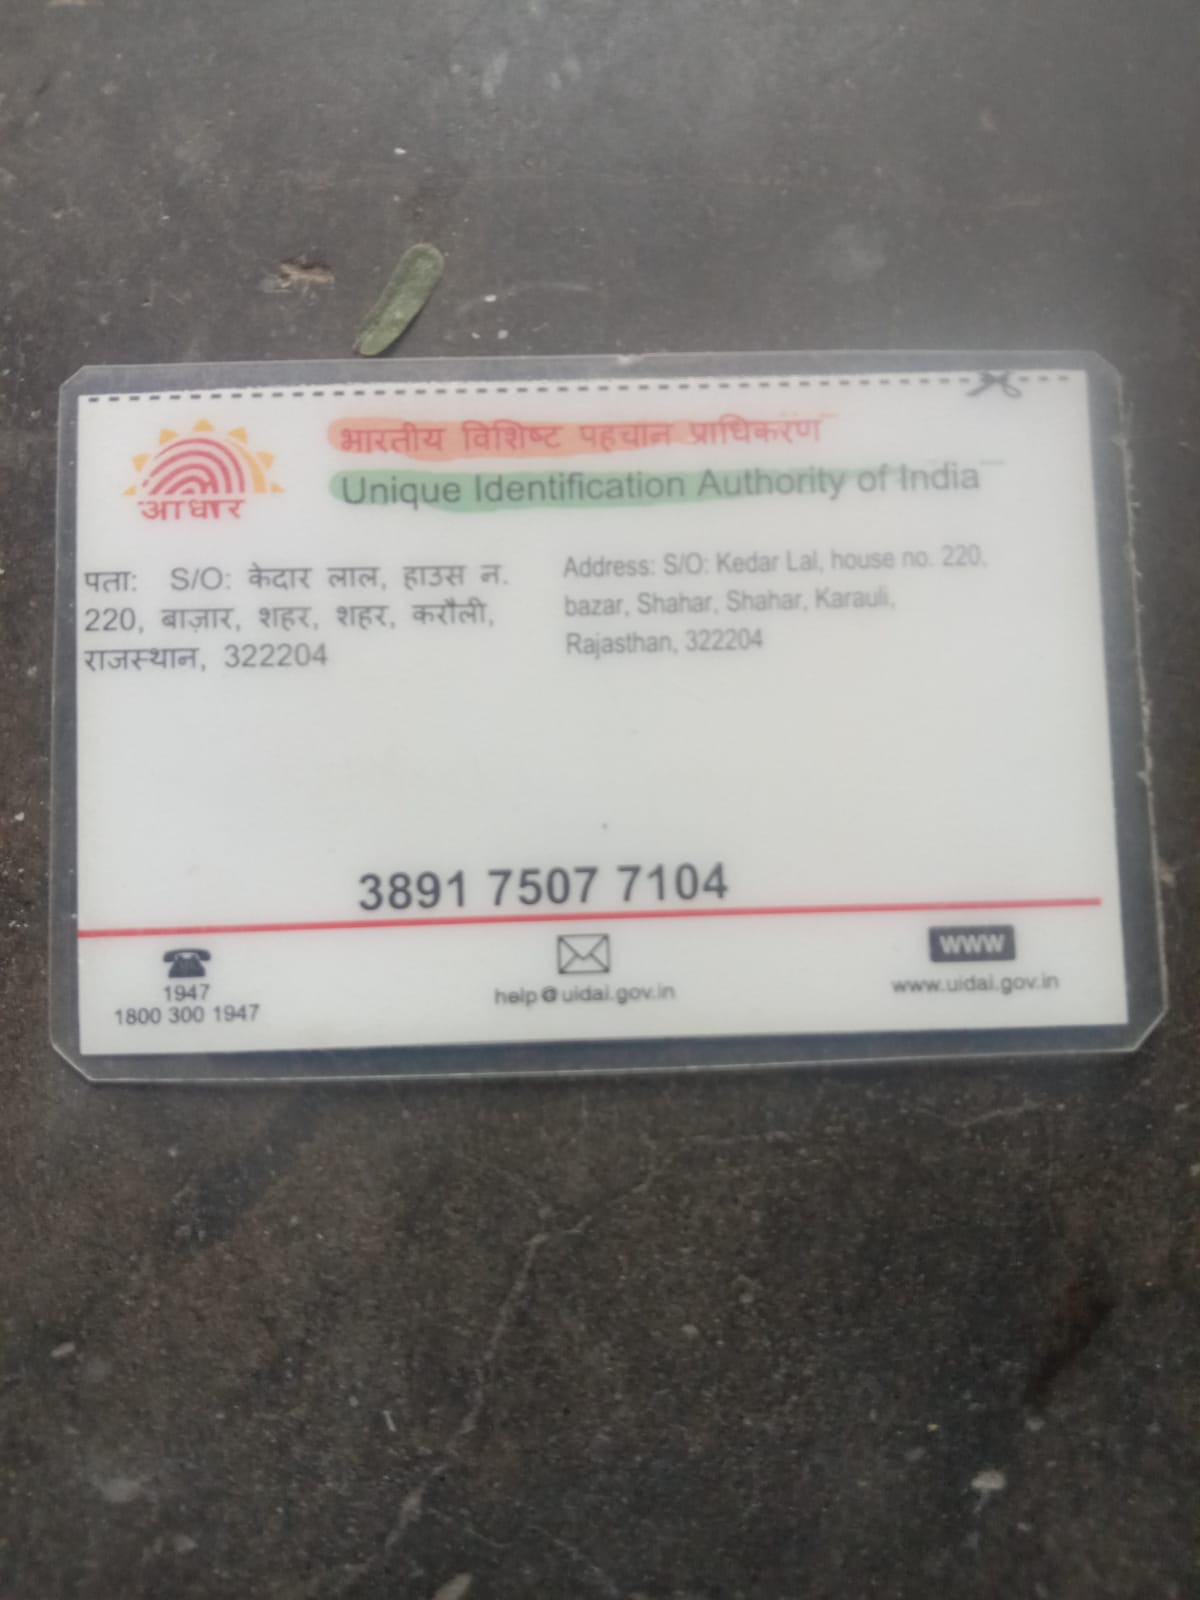 भारतीय विशिष्ट पहचान प्राधिकरण
Unique Identification Authority of India
आधार
पता: S/O: केदार लाल, हाउस न.
220, बाज़ार, शहर, शहर, करौली,
राजस्थान, 322204
Address: S/O: Kedar Lal, house no. 220,
bazar, Shahar, Shahar, Karauli,
Rajasthan, 322204
3891 7507 7104
1947
1800 300 1947
help@uidai.gov.in
www
www.uidai.gov.in